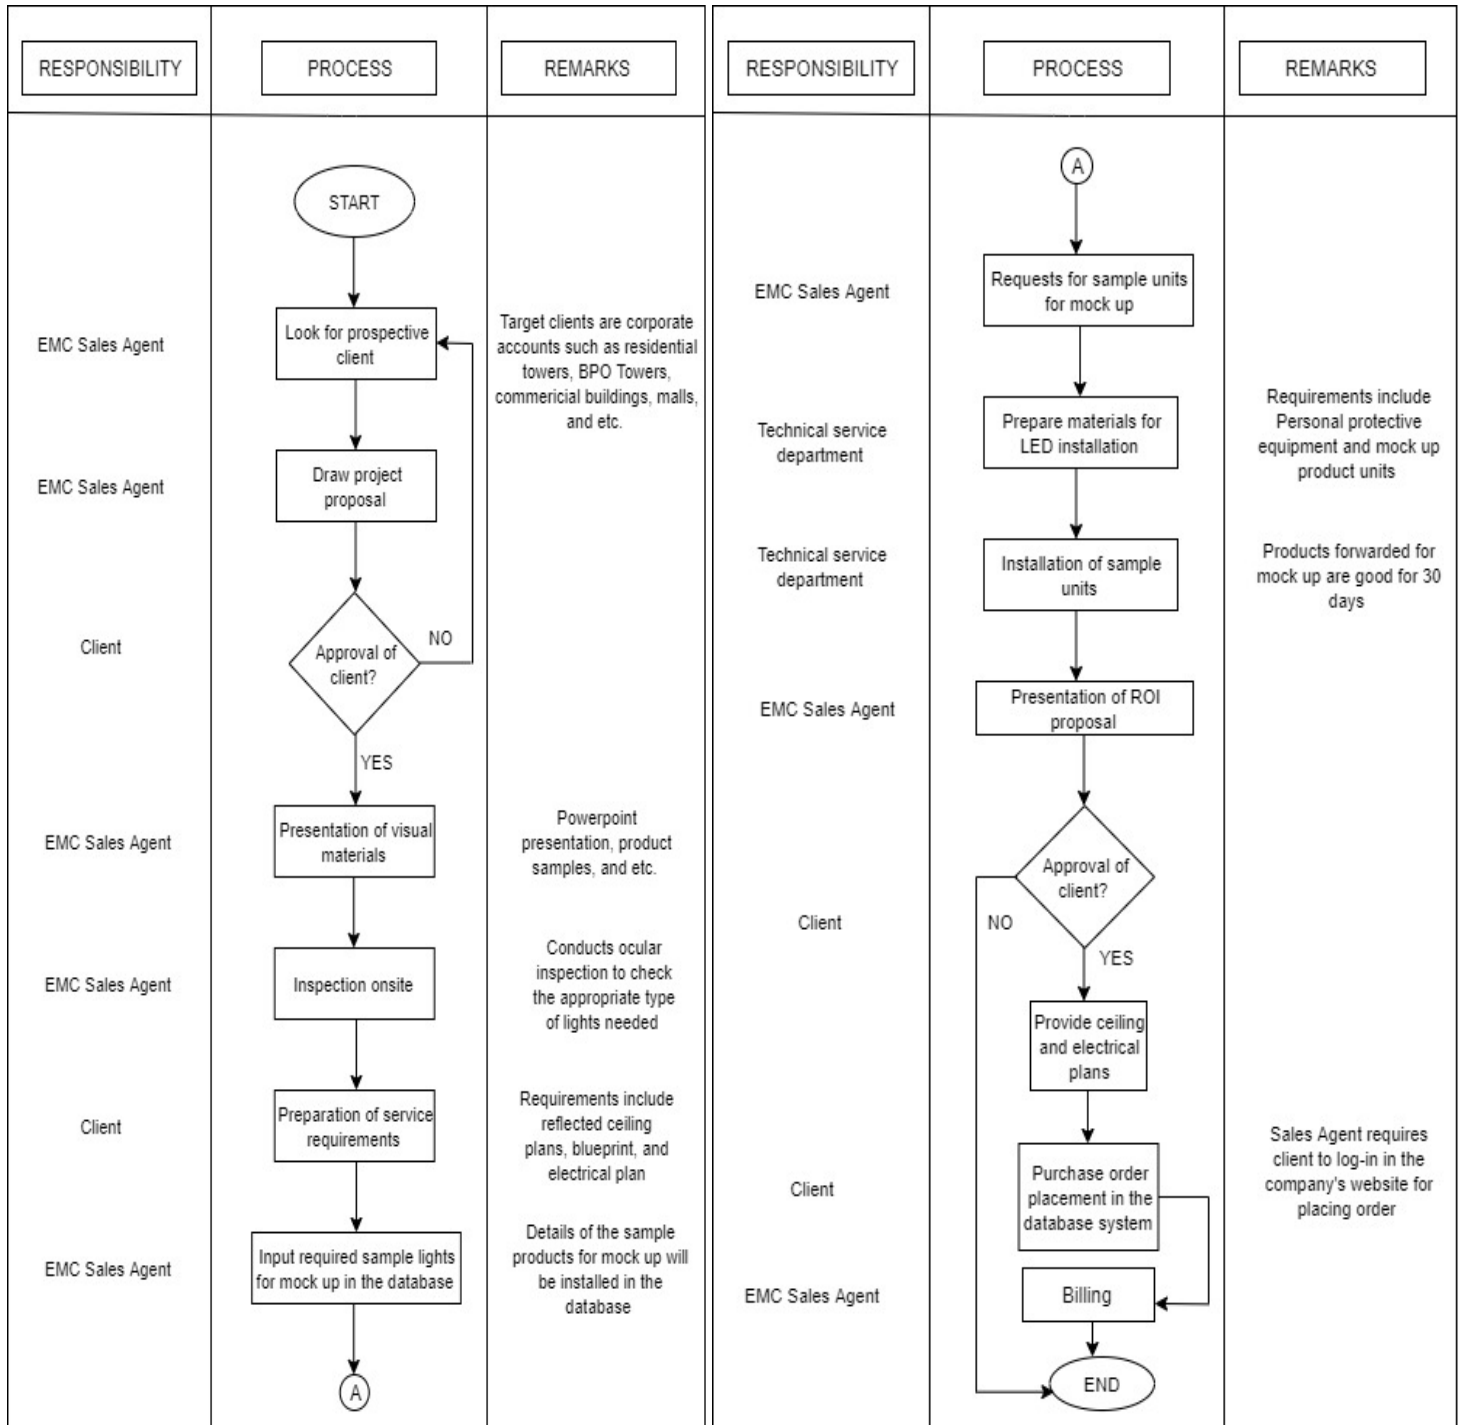 RESPONSIBILITY
PROCESS
REMARKS
START
EMC Sales Agent
Look for prospective
client
Target clients are corporate
accounts such as residential
towers, BPO Towers,
commericial buildings, malls,
and etc.
EMC Sales Agent
Draw project
proposal
Client
Approval of
client?
NO
YES
EMC Sales Agent
Presentation of visual
materials
Powerpoint
presentation, product
samples, and etc.
EMC Sales Agent
Inspection onsite
Conducts ocular
inspection to check
the appropriate type
of lights needed
Client
Preparation of service
requirements
Requirements include
reflected ceiling
plans, blueprint, and
electrical plan
EMC Sales Agent
Input required sample lights
for mock up in the database
Details of the sample
products for mock up will
be installed in the
database
A
RESPONSIBILITY
PROCESS
REMARKS
A
EMC Sales Agent
Requests for sample units
for mock up
Technical service
department
Prepare materials for
LED installation
Requirements include
Personal protective
equipment and mock up
product units
Technical service
department
Installation of sample
units
Products forwarded for
mock up are good for 30
days
EMC Sales Agent
Presentation of ROI
proposal
Client
Approval of
client?
NO
YES
Provide ceiling
and electrical
plans
Client
Purchase order
placement in the
database system
Sales Agent requires
client to log-in in the
company's website for
placing order
EMC Sales Agent
Billing
END